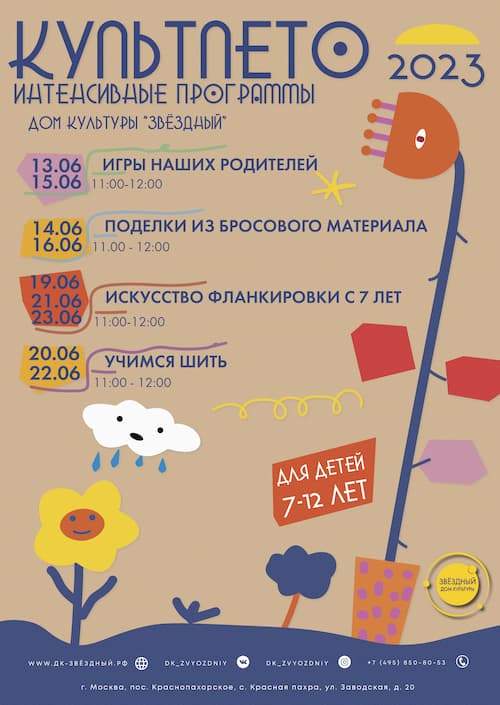 КУЛЬТЛЕТО
2023
ИНТЕНСИВНЫЕ ПРОГРАММЫ
ДОМ КУЛЬТУРЫ "ЗВЁЗДНЫЙ"
13.06
15.06
ИГРЫ НАШИХ РОДИТЕЛЕЙ
11:00-12:00
14.06
16.06
ПОДЕЛКИ ИЗ БРОСОВОГО МАТЕРИАЛА
11.00 - 12:00
19.06
21.06
23.06
ИСКУССТВО ФЛАНКИРОВКИ С 7 ЛЕТ
11:00-12:00
20.06
22.06
УЧИМСЯ ШИТЬ
11:00 - 12:00
ДЛЯ ДЕТЕЙ
7-12 ЛЕТ
ЗВЁЗДНЫЙ
ДОМ КУЛЬТУРЫ
WWW.ДК-ЗВЁЗДНЫЙ.РФ DK_ZVYOZDNIY DK_ZVYOZDNIY +7 (495) 850-80-53
г. Москва, пос. Краснопахорское, с. Красная пахра, ул. Заводская, д. 20